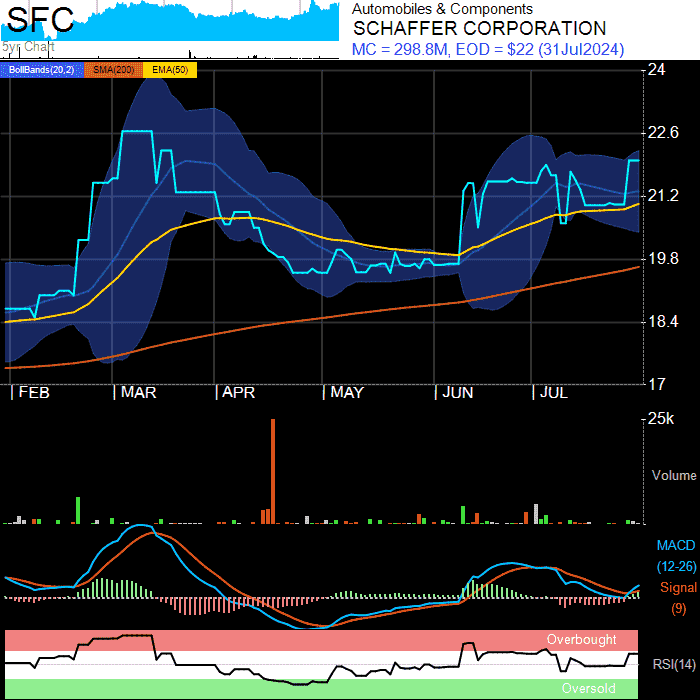 SFC
5yr Chart
Automobiles & Components
SCHAFFER CORPORATION
MC = 298.8M, EOD = $22 (31Jul2024)
BollBands(20,2) SMA(200) EMA(50)
24
22.6
21.2
19.8
18.4
17
FEB MAR APR MAY JUN JUL
25k
Volume
MACD
(12-26)
Signal
(9)
Overbought
RSI(14)
Oversold